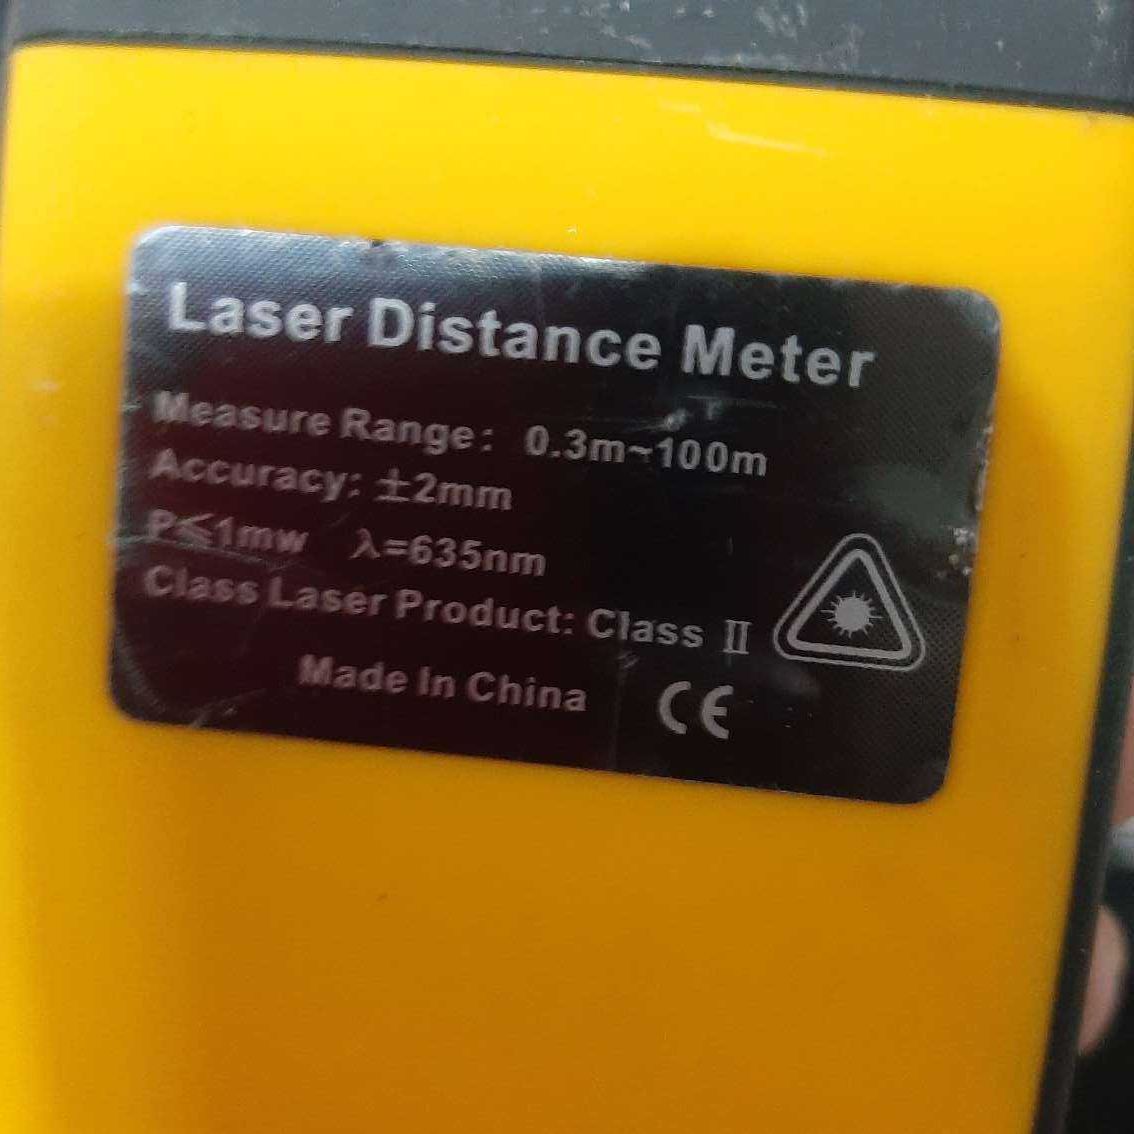 Laser Distance Meter
Measure Range: 0.3m~100m
Accuracy: ±2mm
P≤1mw λ=635nm
Class Laser Product: Class Ⅱ
Made In China CE